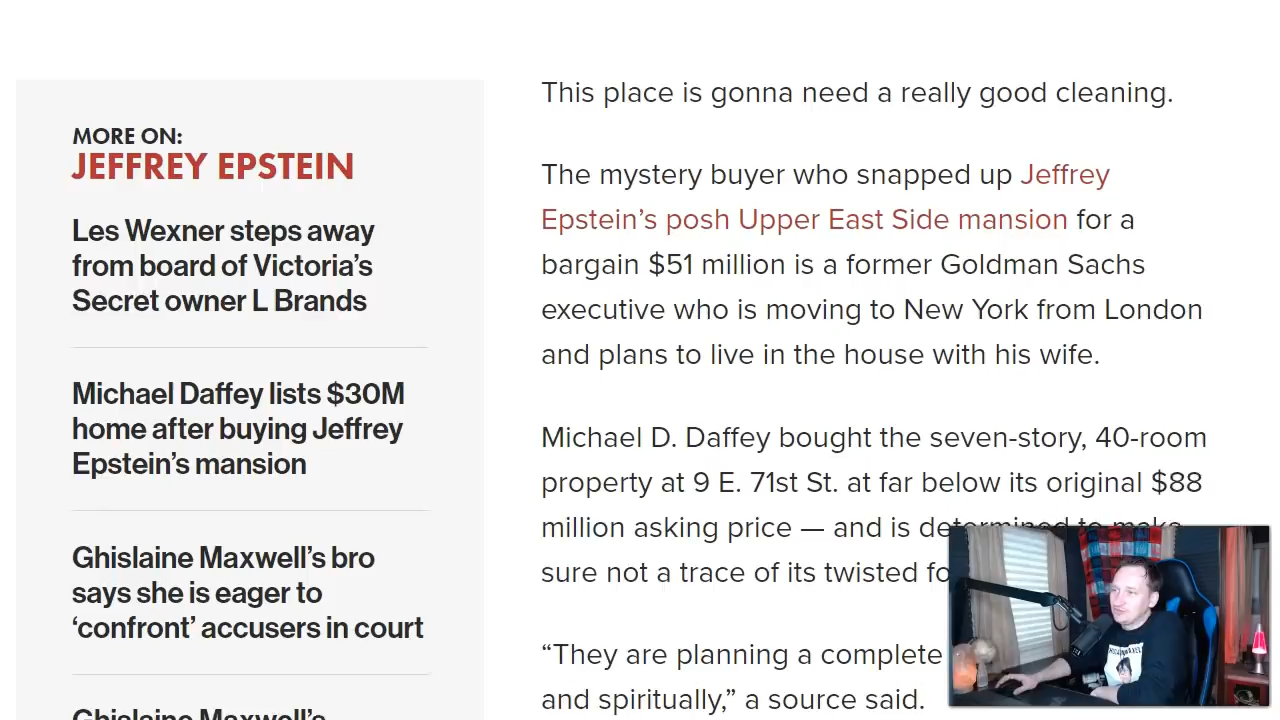 MORE ON:
JEFFREY EPSTEIN
Les Wexner steps away
from board of Victoria's
Secret owner L Brands
Michael Daffey lists $30M
home after buying Jeffrey
Epstein's mansion
Ghislaine Maxwell's bro
says she is eager to
'confront' accusers in court
Ghislaine Maxwell's
This place is gonna need a really good cleaning.
The mystery buyer who snapped up Jeffrey
Epstein's posh Upper East Side mansion for a
bargain $51 million is a former Goldman Sachs
executive who is moving to New York from London
and plans to live in the house with his wife.
Michael D. Daffey bought the seven-story, 40-room
property at 9 E. 71st St. at far below its original $88
million asking price — and is determined to make
sure not a trace of its twisted
“They are planning a complete
and spiritually,” a source said.